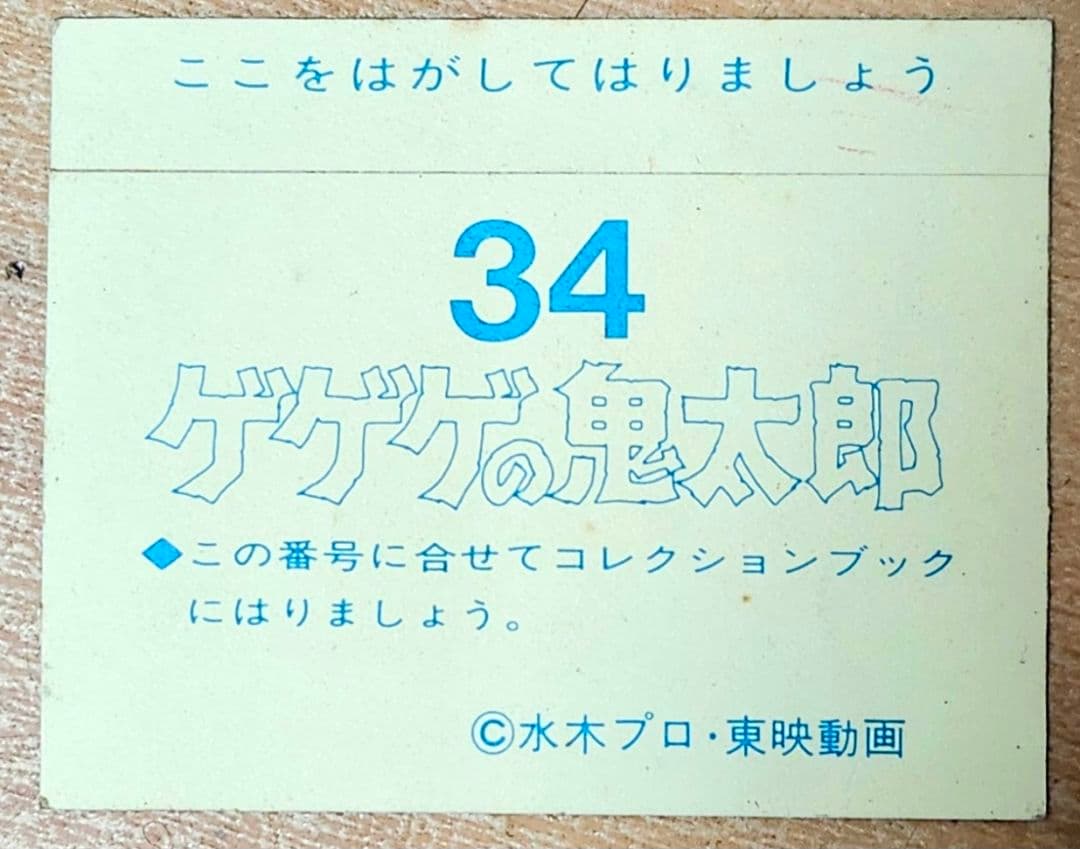 ここをはがしてはりましょう
34
ゲゲゲの鬼太郎
◆この番号に合せてコレクションブック
にはりましょう。
©水木プロ・東映動画